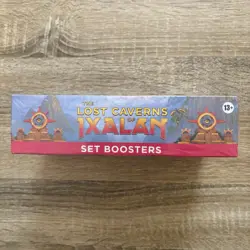 THE
LOST CAVERNS
OF
IXALAN
SET BOOSTERS
13+